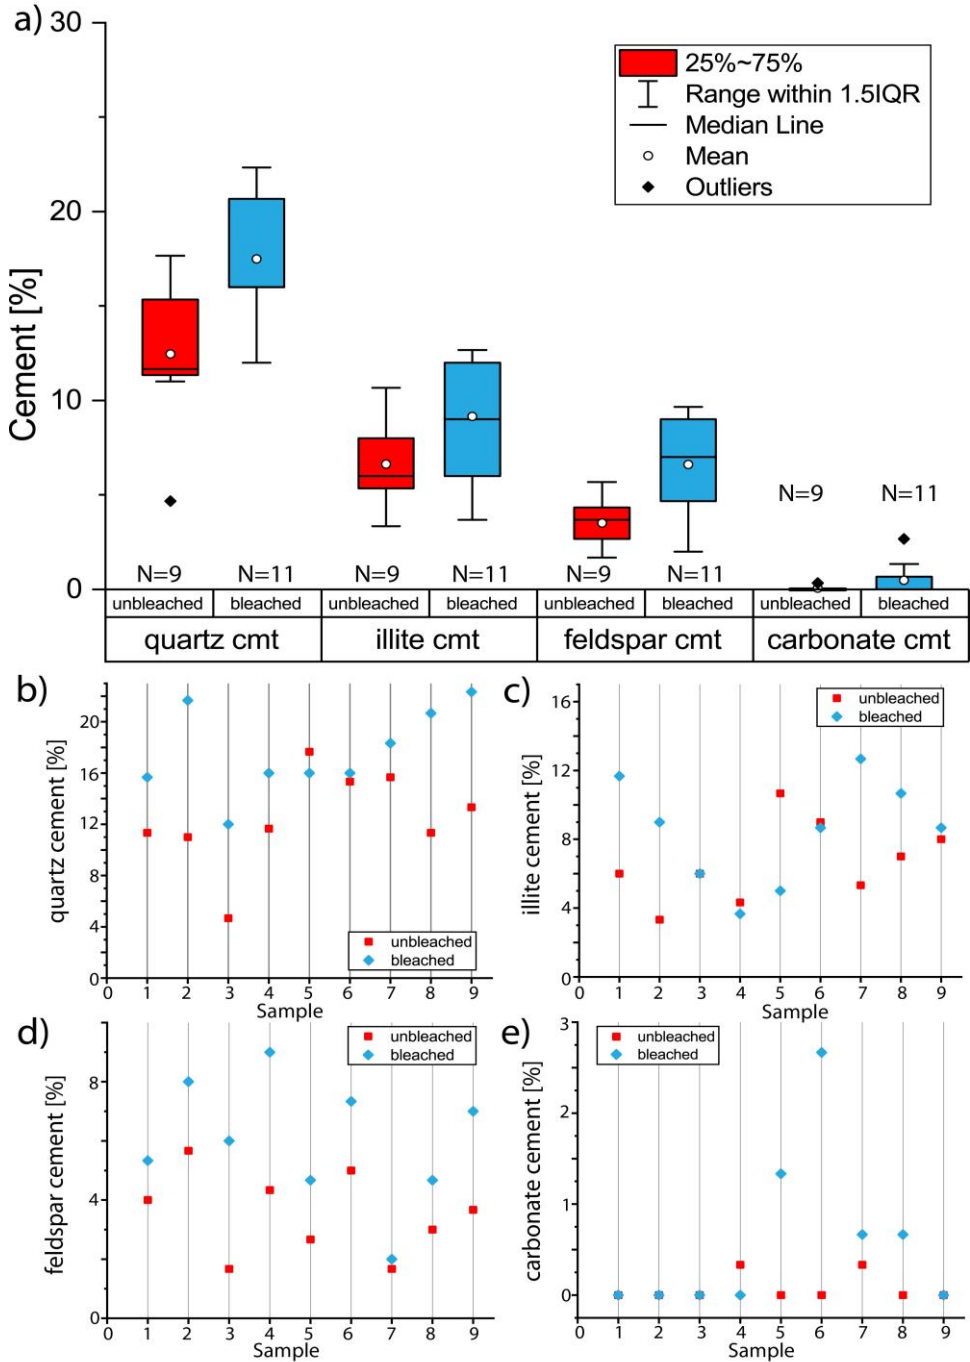 a)
30
20
10
0
Cement [%]
25%~75%
Range within 1.5IQR
Median Line
Mean
Outliers
N=9 N=11 N=9 N=11 N=9 N=11 N=9 N=11
unbleached bleached unbleached bleached unbleached bleached unbleached bleached
quartz cmt illite cmt feldspar cmt carbonate cmt
b)
quartz cement [%]
20
16
12
8
4
0
unbleached
bleached
0 1 2 3 4 5 6 7 8 9
Sample
c)
illite cement [%]
16
12
8
4
0
unbleached
bleached
0 1 2 3 4 5 6 7 8 9
Sample
d)
feldspar cement [%]
8
4
0
unbleached
bleached
0 1 2 3 4 5 6 7 8 9
Sample
e)
carbonate cement [%]
3
2
1
0
unbleached
bleached
0 1 2 3 4 5 6 7 8 9
Sample